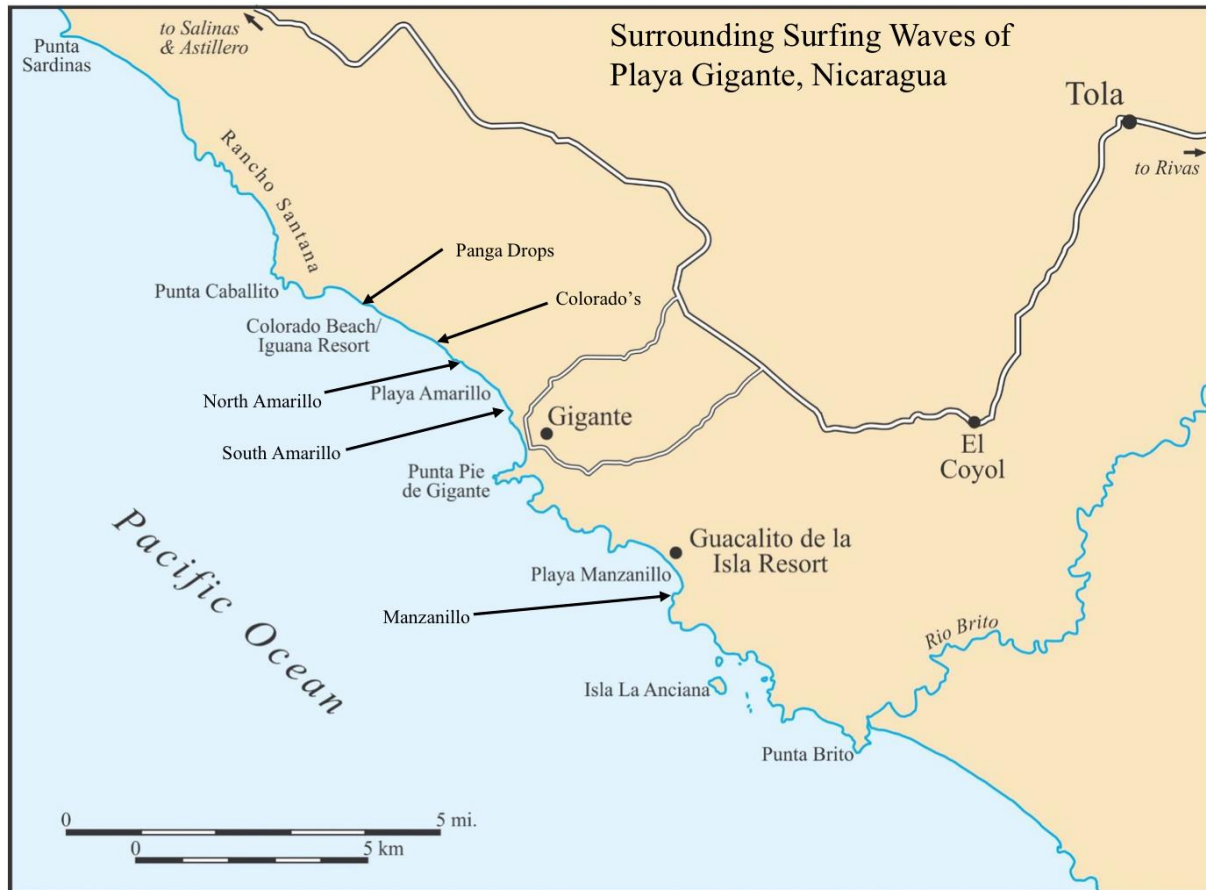 Surrounding Surfing Waves of
Playa Gigante, Nicaragua
to Salinas
& Astillero
Punta
Sardinas
Tola
to Rivas
Rancho Santana
Panga Drops
Punta Caballito
Colorado's
Colorado Beach/
Iguana Resort
North Amarillo
Playa Amarillo
Gigante
South Amarillo
El
Coyol
Punta Pie
de Gigante
Pacific Ocean
Guacalito de la
Isla Resort
Playa Manzanillo
Manzanillo
Rio Brito
Isla La Anciana
Punta Brito
0 5 mi.
0 5 km